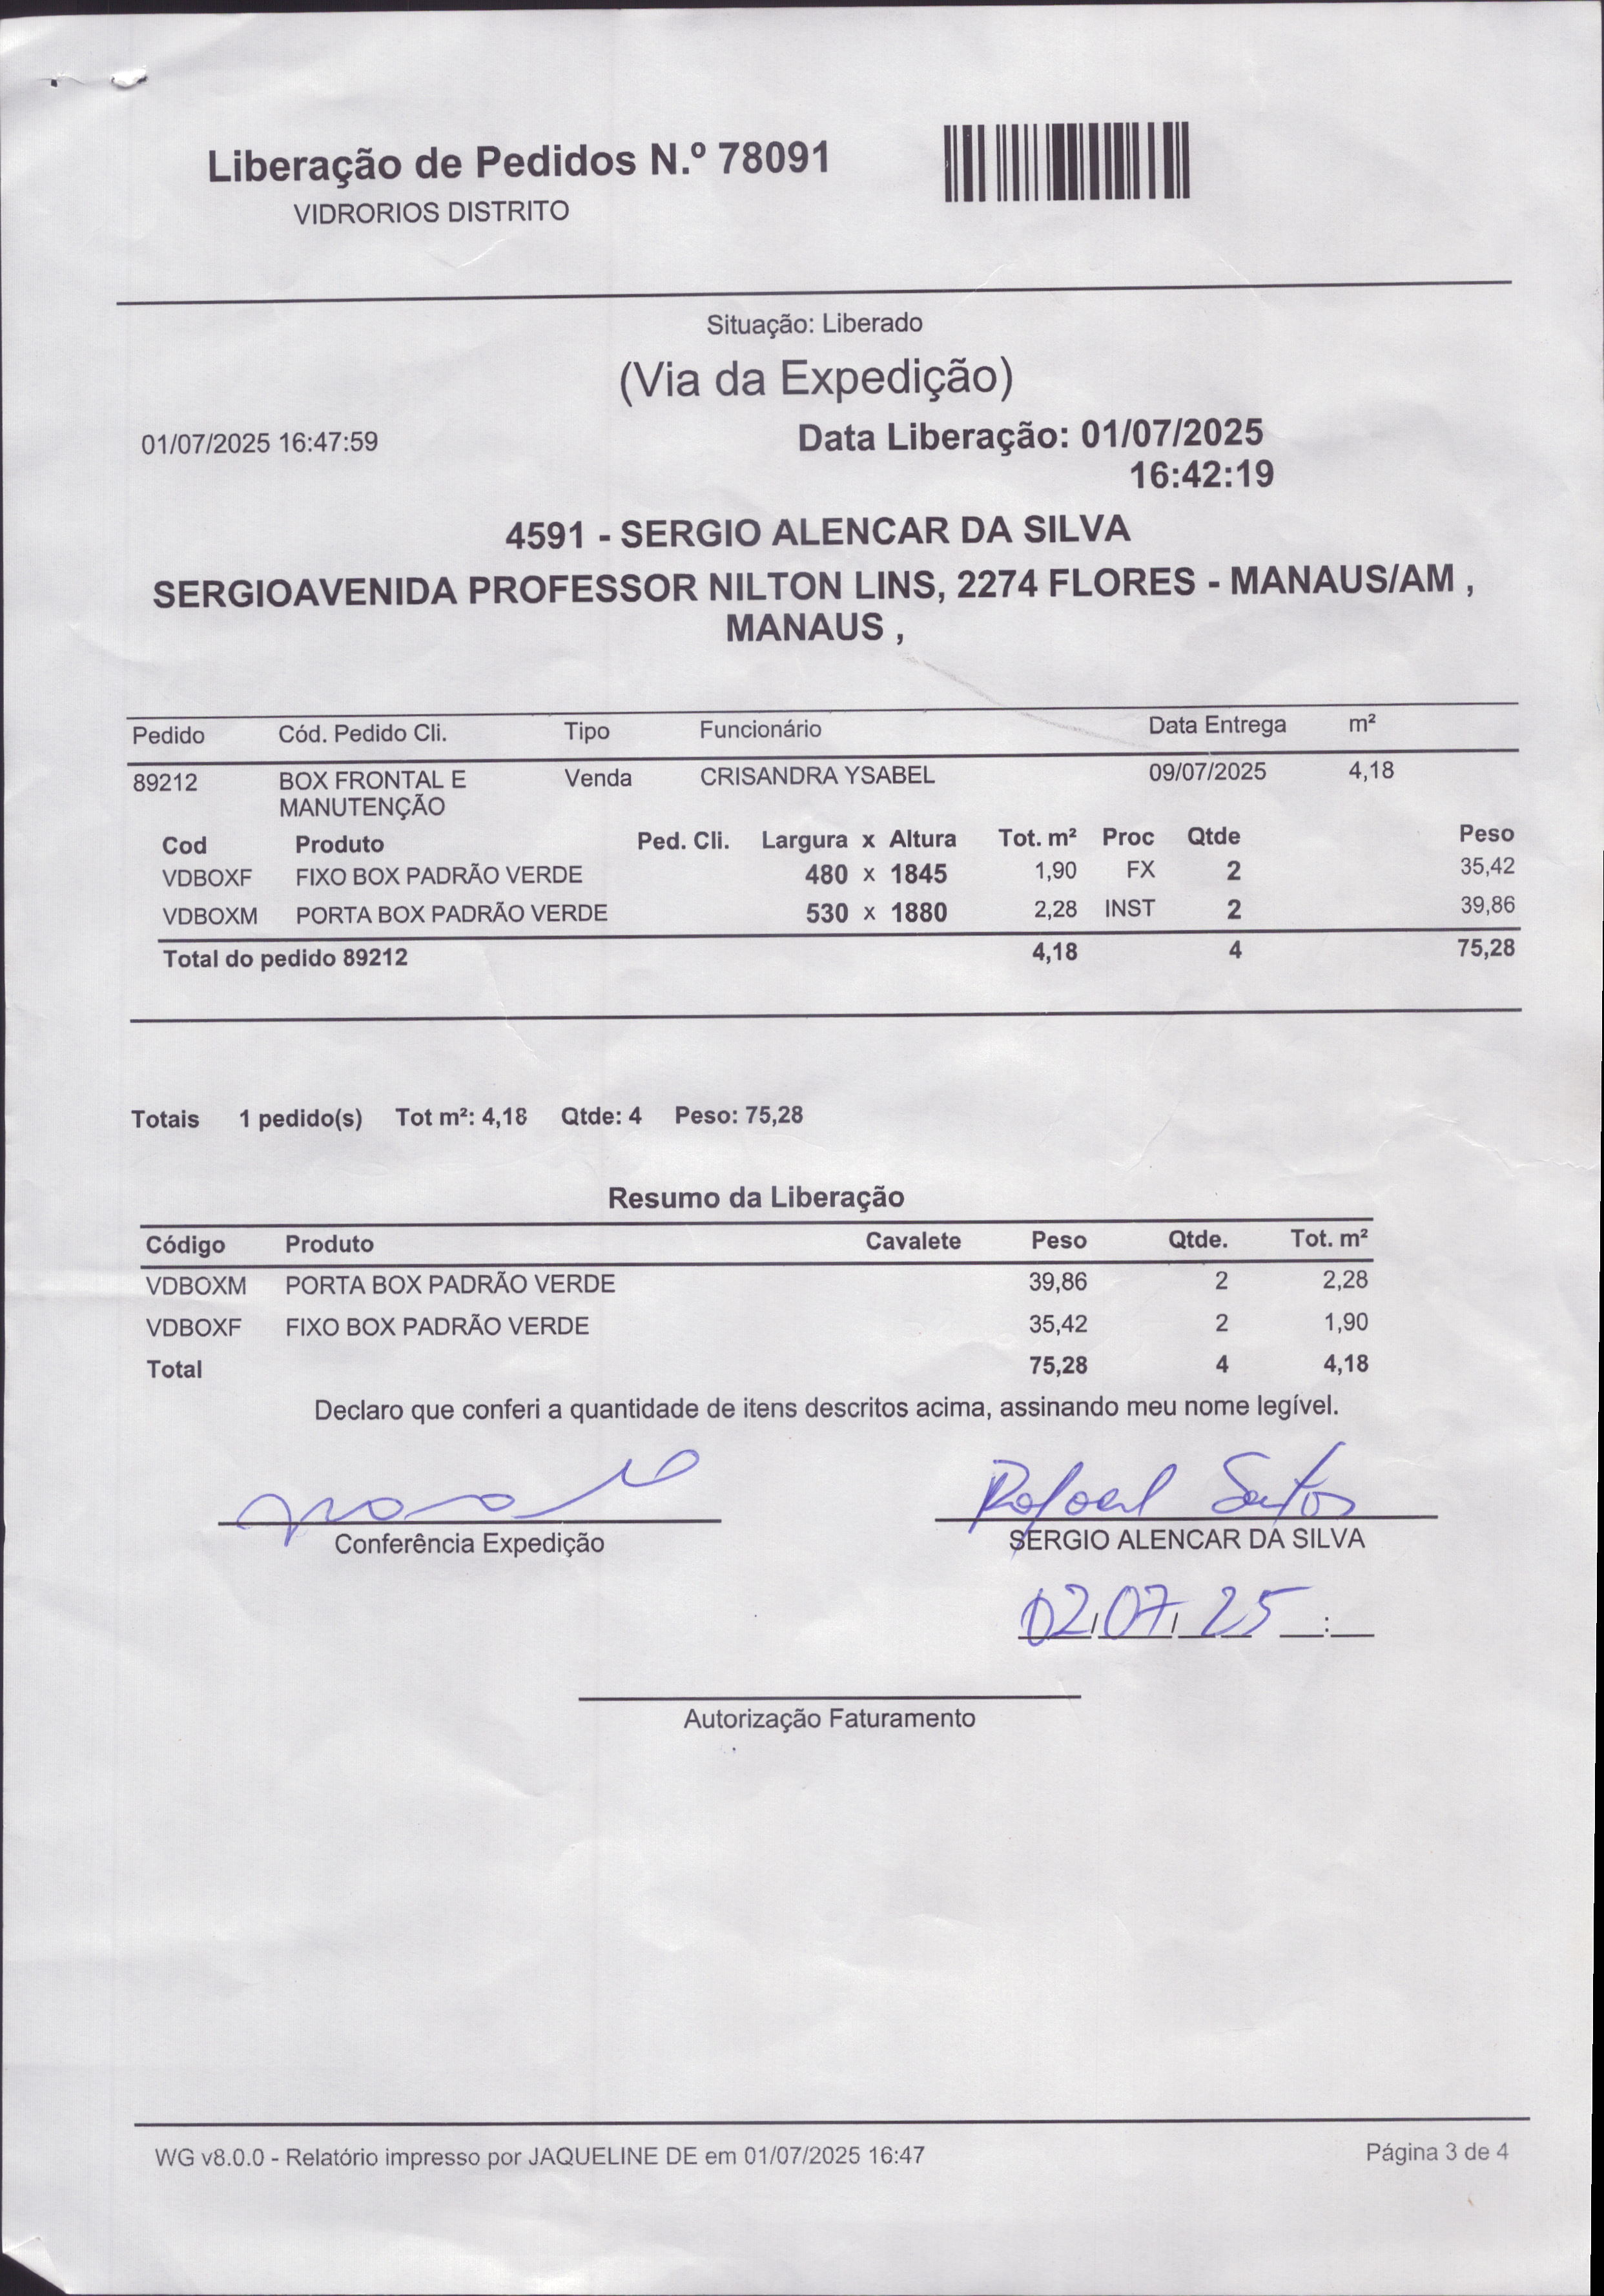 Liberação de Pedidos N.º 78091
VIDRORIOS DISTRITO
Situação: Liberado
(Via da Expedição)
01/07/2025 16:47:59
Data Liberação: 01/07/2025
16:42:19
4591 - SERGIO ALENCAR DA SILVA
SERGIOAVENIDA PROFESSOR NILTON LINS, 2274 FLORES - MANAUS/AM ,
MANAUS ,
Pedido Cód. Pedido Cli. Tipo Funcionário Data Entrega m²
89212 BOX FRONTAL E Venda CRISANDRA YSABEL 09/07/2025 4,18
MANUTENÇÃO
Cod Produto Ped. Cli. Largura x Altura Tot. m² Proc Qtde Peso
VDBOXF FIXO BOX PADRÃO VERDE 480 x 1845 1,90 FX 2 35,42
VDBOXM PORTA BOX PADRÃO VERDE 530 x 1880 2,28 INST 2 39,86
Total do pedido 89212 4,18 4 75,28
Totais 1 pedido(s) Tot m²: 4,18 Qtde: 4 Peso: 75,28
Resumo da Liberação
Código Produto Cavalete Peso Qtde. Tot. m²
VDBOXM PORTA BOX PADRÃO VERDE 39,86 2 2,28
VDBOXF FIXO BOX PADRÃO VERDE 35,42 2 1,90
Total 75,28 4 4,18
Declaro que conferi a quantidade de itens descritos acima, assinando meu nome legível.
Rafael Santos
Conferência Expedição SERGIO ALENCAR DA SILVA
02/07/25 __:__
Autorização Faturamento
WG v8.0.0 - Relatório impresso por JAQUELINE DE em 01/07/2025 16:47 Página 3 de 4